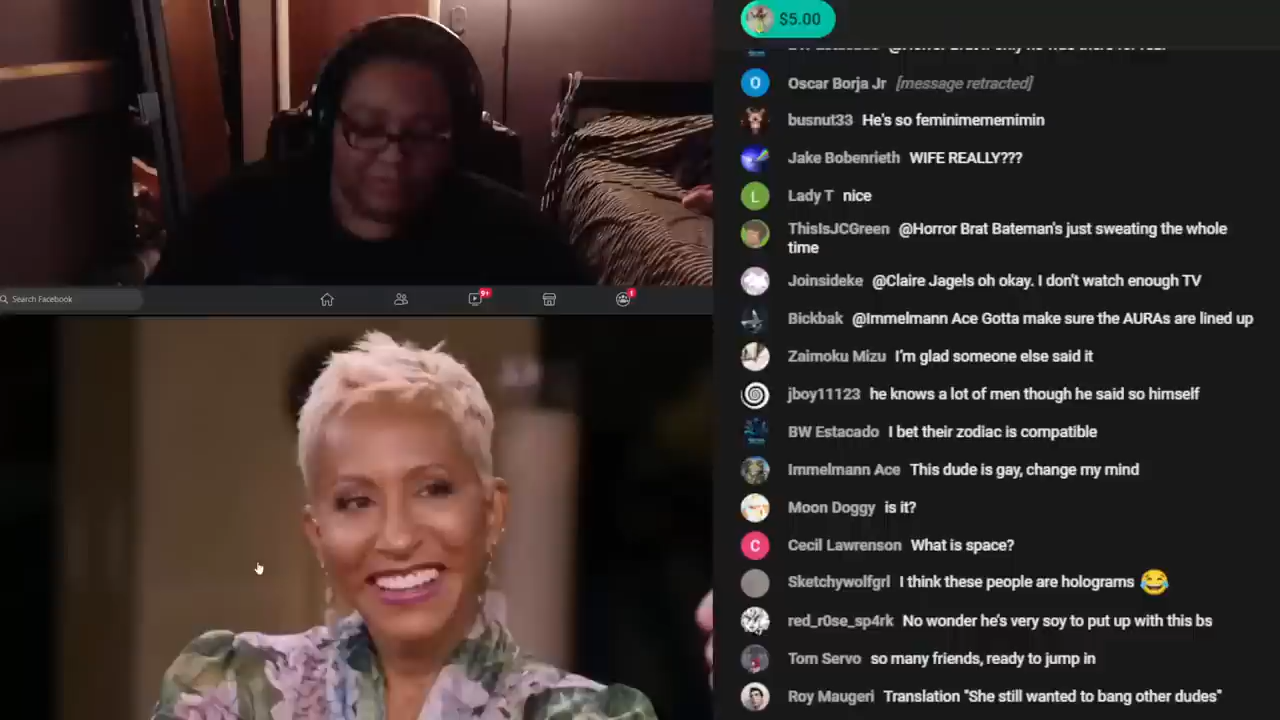 $5.00
Oscar Borja Jr [message retracted]
busnut33 He's so feminimememimin
Jake Bobenrieth WIFE REALLY???
Lady T nice
ThisIsJCGreen @Horror Brat Bateman's just sweating the whole
time
Joinsideke @Claire Jagels oh okay. I don't watch enough TV
Bickbak @Immelmann Ace Gotta make sure the AURAs are lined up
Zaimoku Mizu I'm glad someone else said it
jboy11123 he knows a lot of men though he said so himself
BW Estacado I bet their zodiac is compatible
Immelmann Ace This dude is gay, change my mind
Moon Doggy is it?
Cecil Lawrenson What is space?
Sketchywolfgrl I think these people are holograms 😂
red_r0se_sp4rk No wonder he's very soy to put up with this bs
Tom Servo so many friends, ready to jump in
Roy Maugeri Translation "She still wanted to bang other dudes"
Search Facebook
9+
1